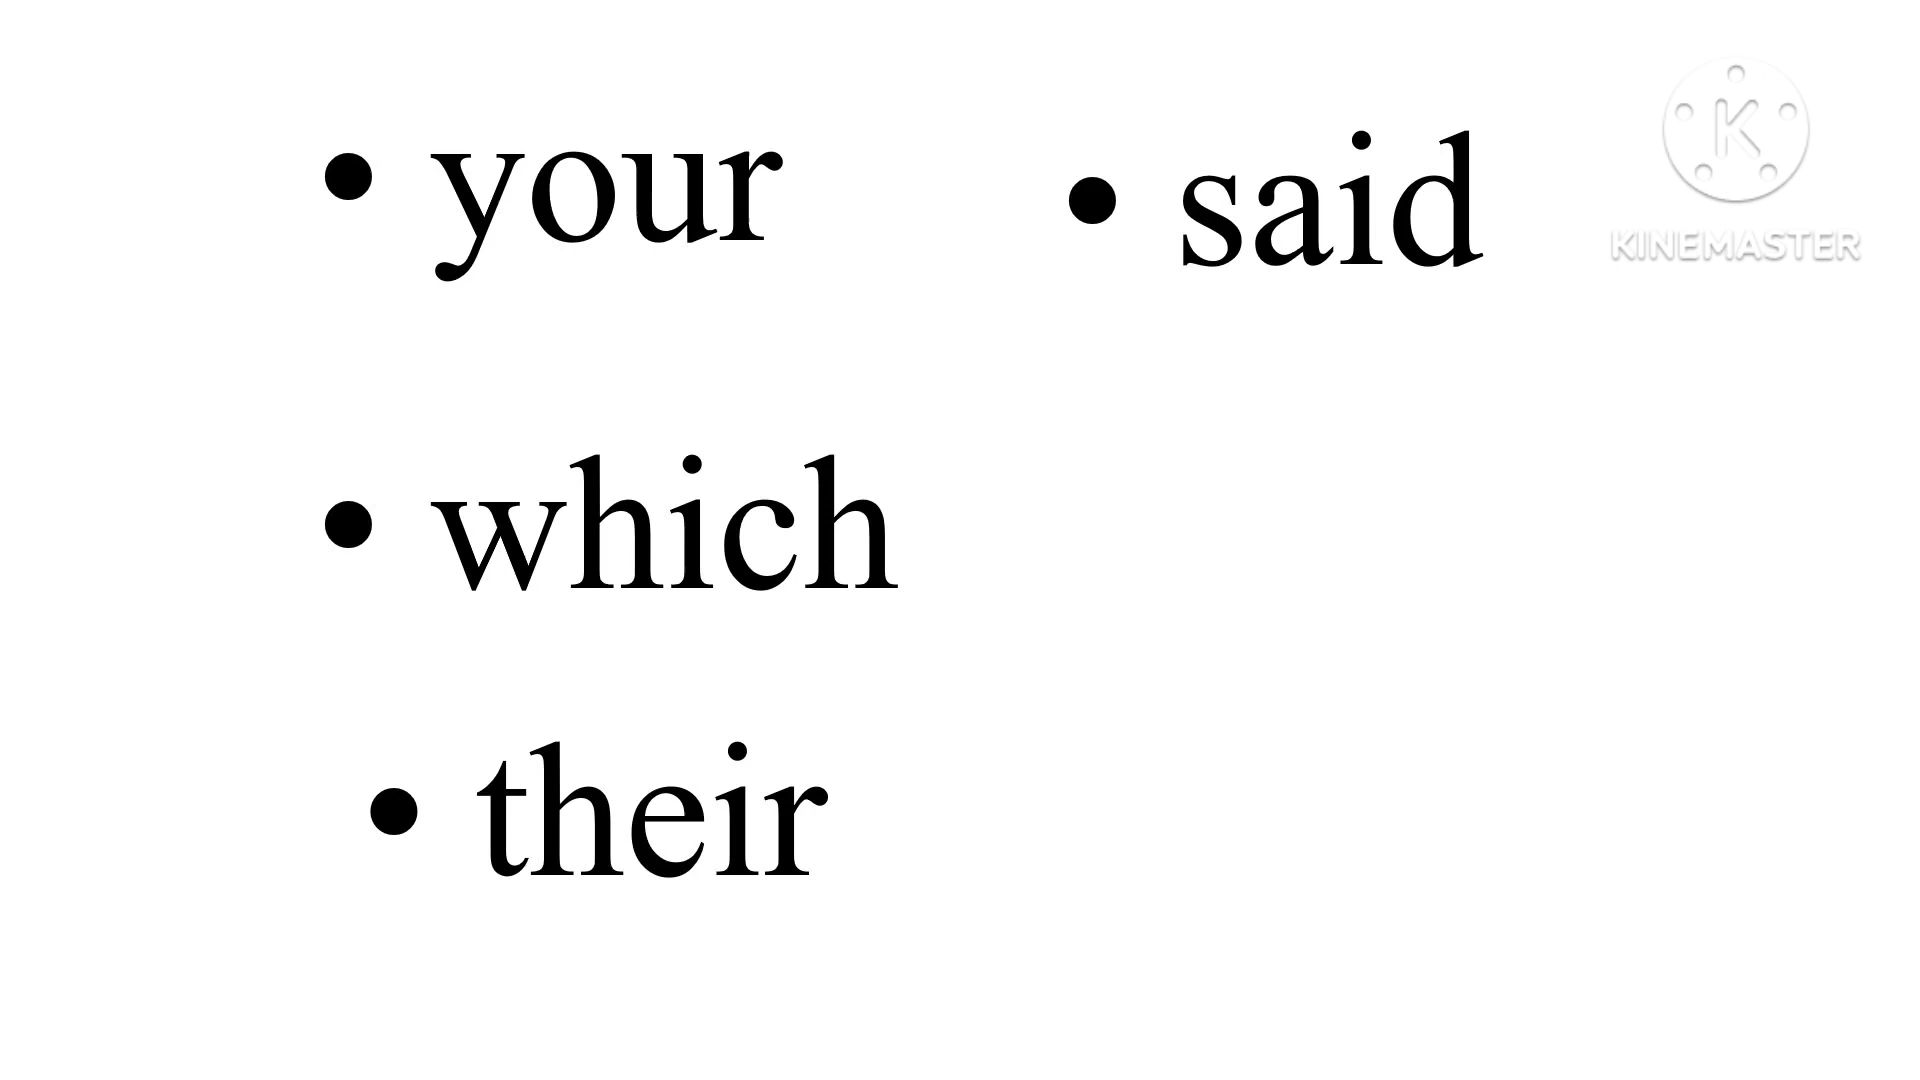 • your
• which
• their
• said
K
KINEMASTER